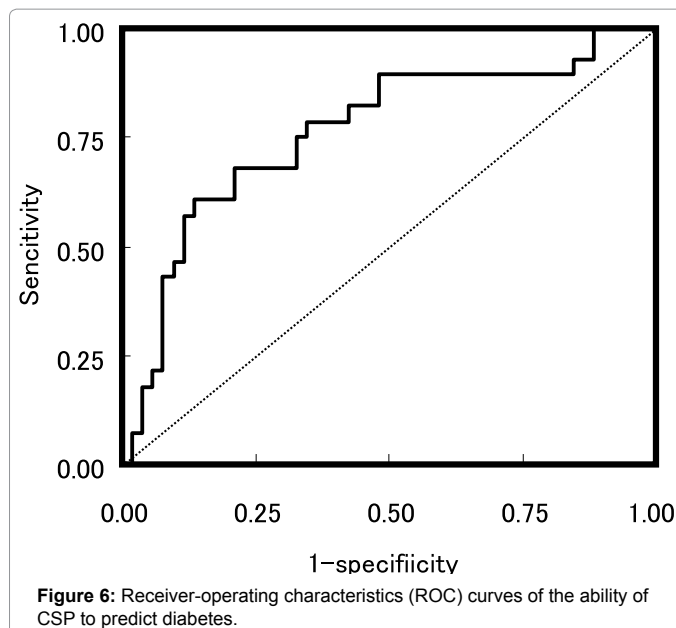 1.00
0.75
0.50
0.25
0.00
Sencitivity
0.00 0.25 0.50 0.75 1.00
1-specifiicity
Figure 6: Receiver-operating characteristics (ROC) curves of the ability of
CSP to predict diabetes.